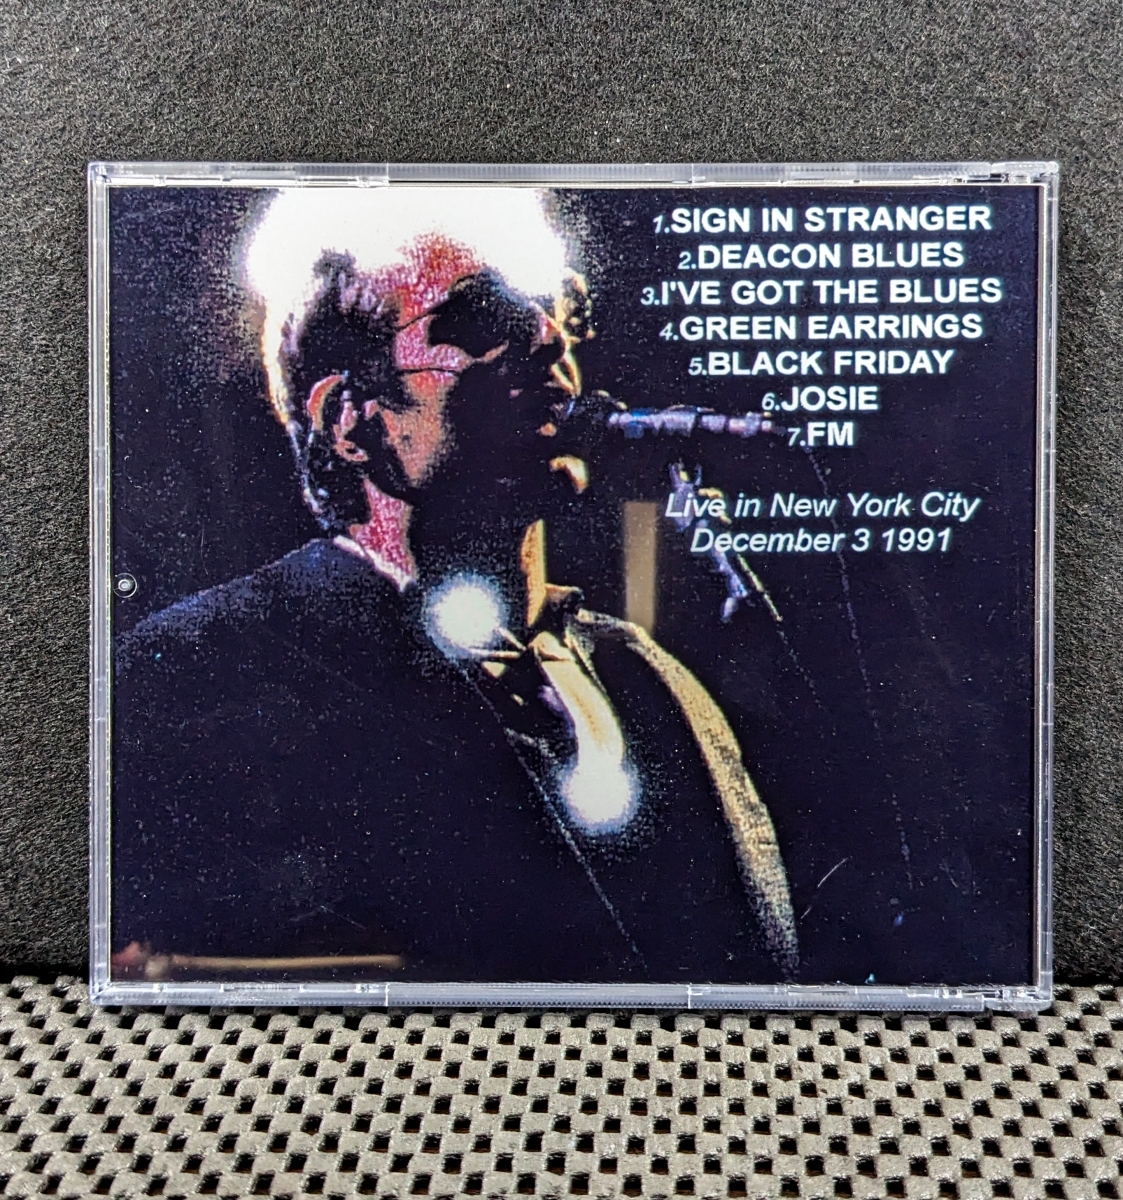 1.SIGN IN STRANGER
2.DEACON BLUES
3.I'VE GOT THE BLUES
4.GREEN EARRINGS
5.BLACK FRIDAY
6.JOSIE
7.FM
Live in New York City
December 3 1991